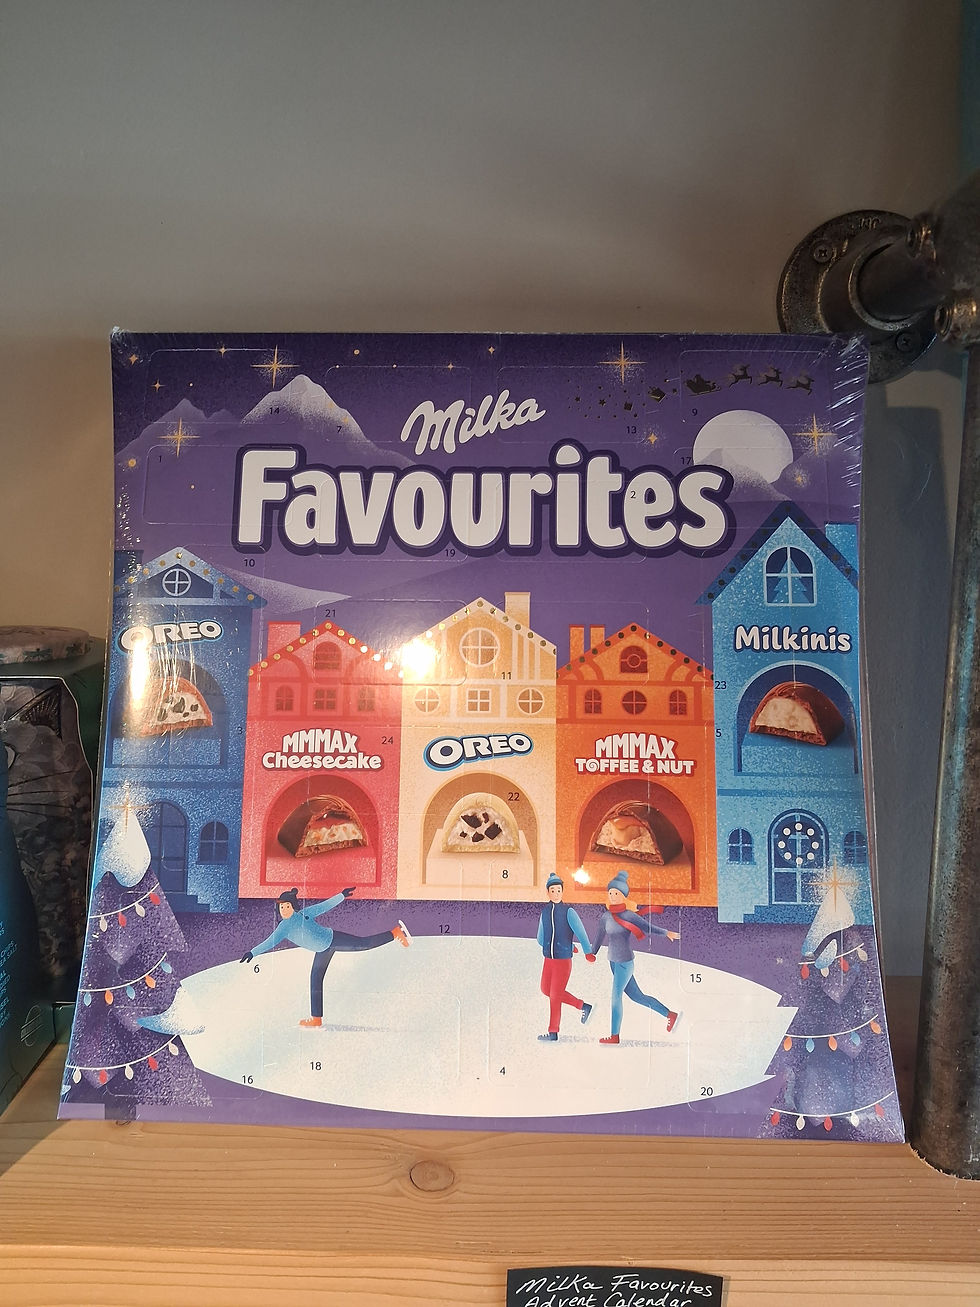 Milka
Favourites
14
7
9
13
1
17
2
19
10
21
11
23
OREO
Milkinis
3
24
5
MMMAX
Cheesecake
OREO
MMMAX
TOFFEE & NUT
22
8
12
6
15
18
16
4
20
Milka Favourites
Advent Calendar